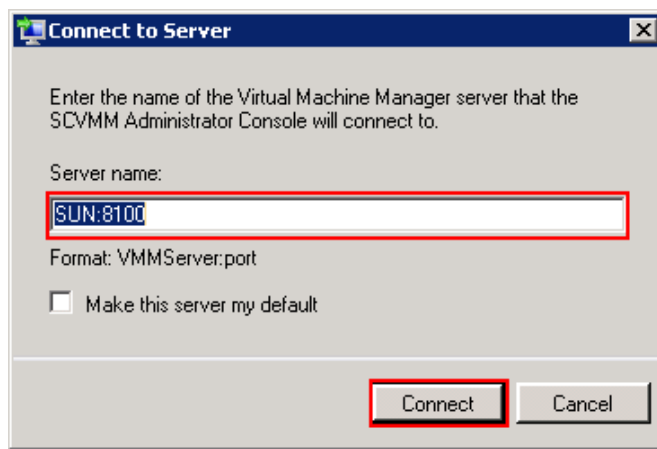 Connect to Server
Enter the name of the Virtual Machine Manager server that the
SCVMM Administrator Console will connect to.
Server name:
SUN:8100
Format: VMMServer:port
Make this server my default
Connect
Cancel